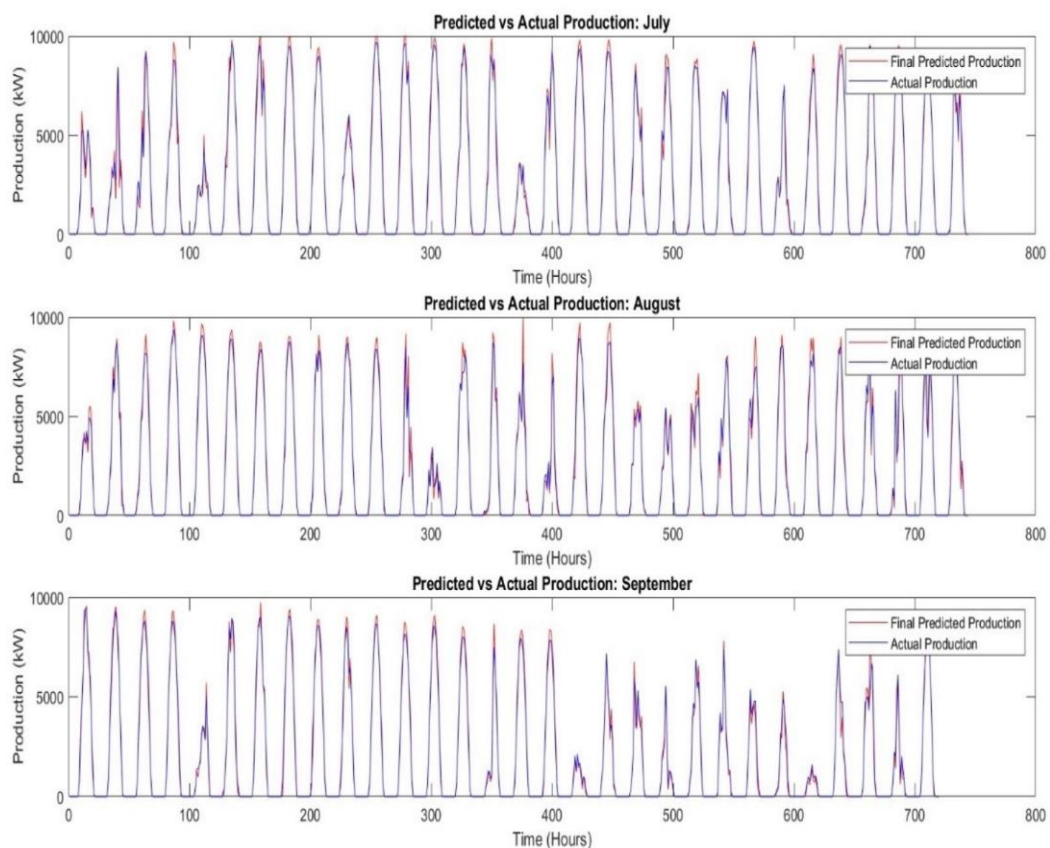 Predicted vs Actual Production: July
10000
5000
0
Production (kW)
Final Predicted Production
Actual Production
0 100 200 300 400 500 600 700 800
Time (Hours)
Predicted vs Actual Production: August
10000
5000
0
Production (kW)
Final Predicted Production
Actual Production
0 100 200 300 400 500 600 700 800
Time (Hours)
Predicted vs Actual Production: September
10000
5000
0
Production (kW)
Final Predicted Production
Actual Production
0 100 200 300 400 500 600 700 800
Time (Hours)